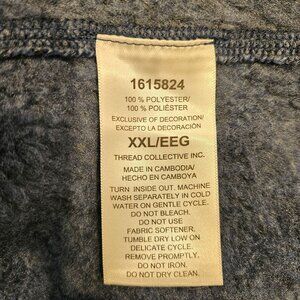 1615824
100 % POLYESTER/
100 % POLIÉSTER
EXCLUSIVE OF DECORATION/
EXCEPTO LA DECORACIÓN
XXL/EEG
THREAD COLLECTIVE INC.
MADE IN CAMBODIA/
HECHO EN CAMBOYA
TURN INSIDE OUT. MACHINE
WASH SEPARATELY IN COLD
WATER ON GENTLE CYCLE.
DO NOT BLEACH.
DO NOT USE
FABRIC SOFTENER.
TUMBLE DRY LOW ON
DELICATE CYCLE.
REMOVE PROMPTLY.
DO NOT IRON.
DO NOT DRY CLEAN.